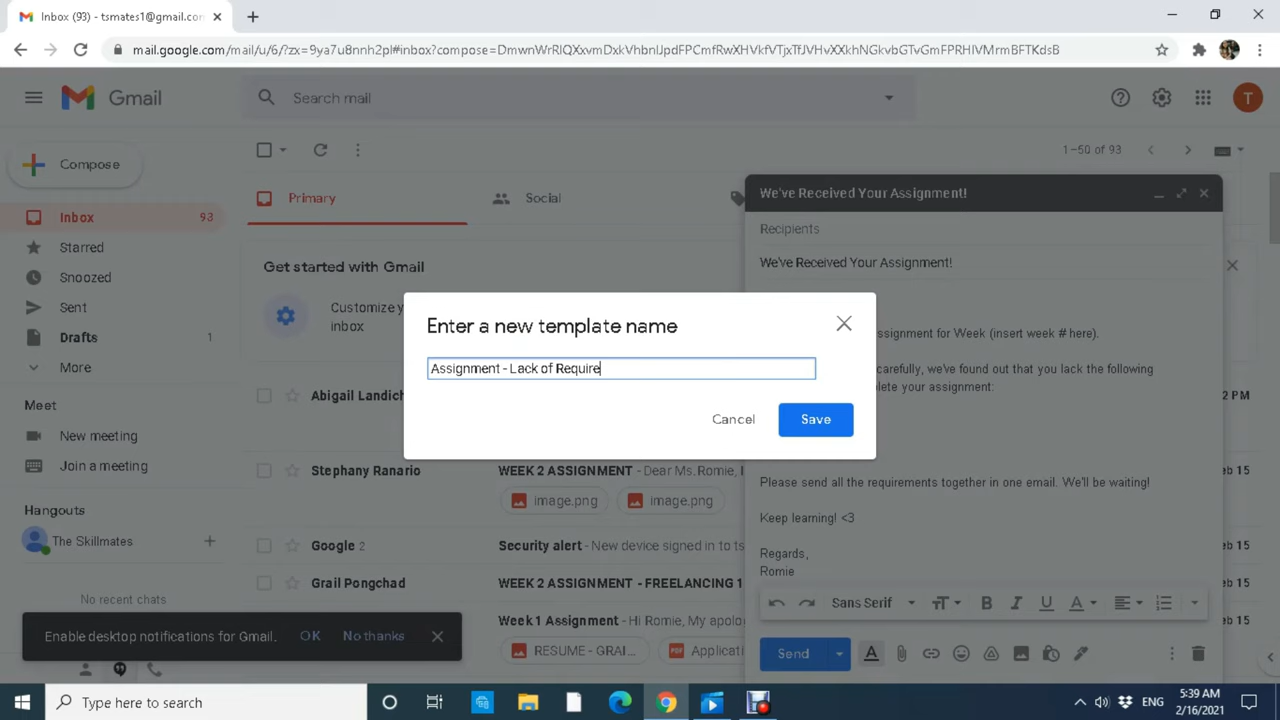 Inbox (93) - tsmates1@gmail.com
mail.google.com/mail/u/6/?zx=9ya7u8nnh2pl#inbox?compose=DmwnWrRlQXxvmDxkVhbnlJpdFPCmfRwXHVkfVTjxTfJVHvXXkhNGkvbGTvGmFPRHlVMrmBFTKdsB
Gmail
Search mail
T
Compose
1–50 of 93
Primary
Social
We've Received Your Assignment!
Inbox 93
Starred
Snoozed
Sent
Drafts 1
More
Recipients
We've Received Your Assignment!
Get started with Gmail
Customize
inbox
Enter a new template name
Assignment - Lack of Require
Cancel
Save
assignment for Week (insert week # here).
carefully, we've found out that you lack the following
your assignment:
Abigail Landich
2 PM
Meet
New meeting
Join a meeting
Stephany Ranario
WEEK 2 ASSIGNMENT - Dear Ms. Romie, I
eb 15
image.png
image.png
Please send all the requirements together in one email. We'll be waiting!
Keep learning! <3
Hangouts
The Skillmates
Google 2
Security alert - New device signed in to ts
eb 15
Regards,
Romie
Grail Pongchad
WEEK 2 ASSIGNMENT - FREELANCING 1
eb 15
No recent chats
Sans Serif
Week 1 Assignment - Hi Romie, My apolo
eb 15
Enable desktop notifications for Gmail. OK No thanks
RESUME - GRAI...
PDF
Applicati
Send
Type here to search
ENG
5:39 AM
2/16/2021